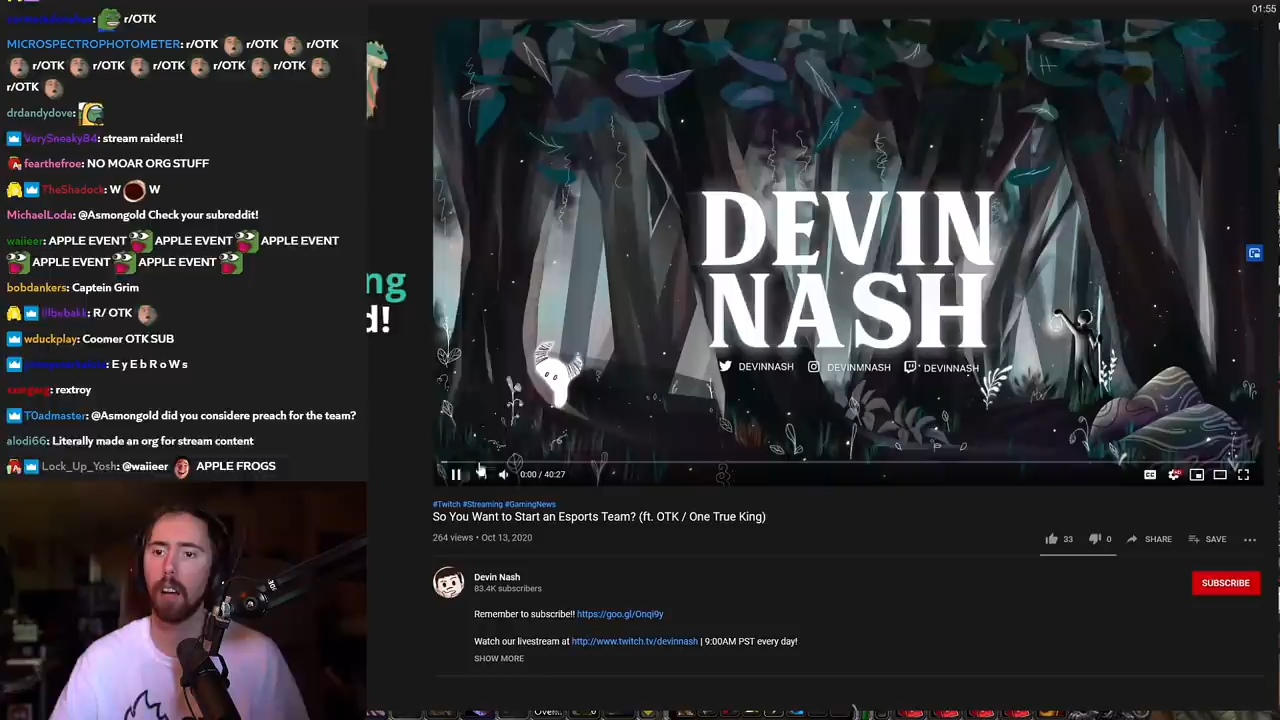 r/OTK
MICROSPECTROPHOTOMETER: r/OTK r/OTK r/OTK
r/OTK r/OTK r/OTK r/OTK r/OTK
r/OTK
drdandydove:
VerySneaky84: stream raiders!!
fearthefroe: NO MOAR ORG STUFF
TheShadock: W W
MichaelLoda: @Asmongold Check your subreddit!
waiieer: APPLE EVENT APPLE EVENT APPLE EVENT
APPLE EVENT APPLE EVENT
bobdankers: Captein Grim
lilbebakk: R/ OTK
wduckplay: Coomer OTK SUB
E y E b R o W s
rextroy
T0admaster: @Asmongold did you considere preach for the team?
alodi66: Literally made an org for stream content
Lock_Up_Yosh: @waiieer APPLE FROGS
ng
d!
01:55
DEVIN
NASH
DEVINNASH DEVINMNASH DEVINNASH
0:00 / 40:27
CC
HD
#Twitch #Streaming #GamingNews
So You Want to Start an Esports Team? (ft. OTK / One True King)
264 views • Oct 13, 2020
33 0 SHARE SAVE
Devin Nash
83.4K subscribers
SUBSCRIBE
Remember to subscribe!! https://goo.gl/Onqi9y
Watch our livestream at http://www.twitch.tv/devinnash | 9:00AM PST every day!
SHOW MORE